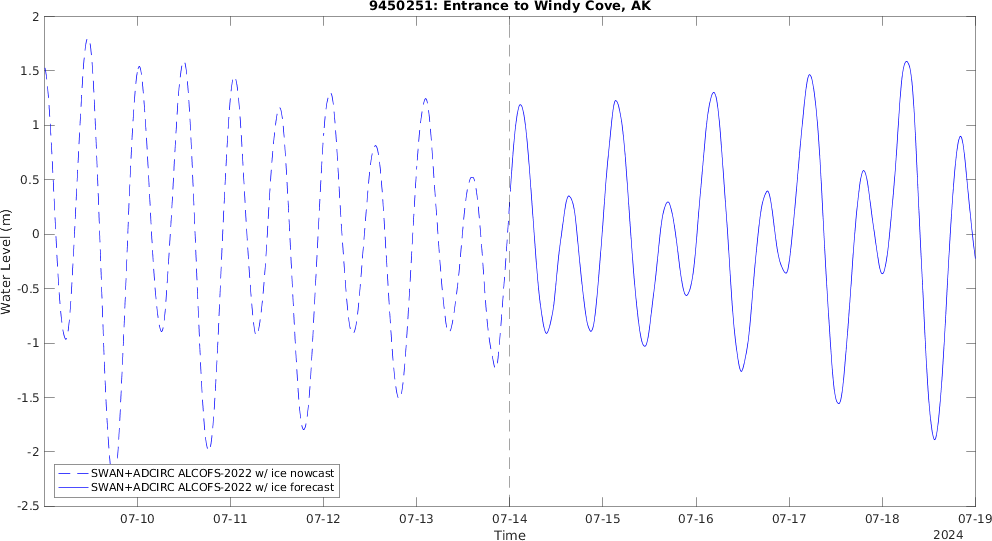 9450251: Entrance to Windy Cove, AK
2
1.5
1
0.5
0
-0.5
-1
-1.5
-2
-2.5
Water Level (m)
SWAN+ADCIRC ALCOFS-2022 w/ ice nowcast
SWAN+ADCIRC ALCOFS-2022 w/ ice forecast
07-10 07-11 07-12 07-13 07-14 07-15 07-16 07-17 07-18 07-19
Time
2024